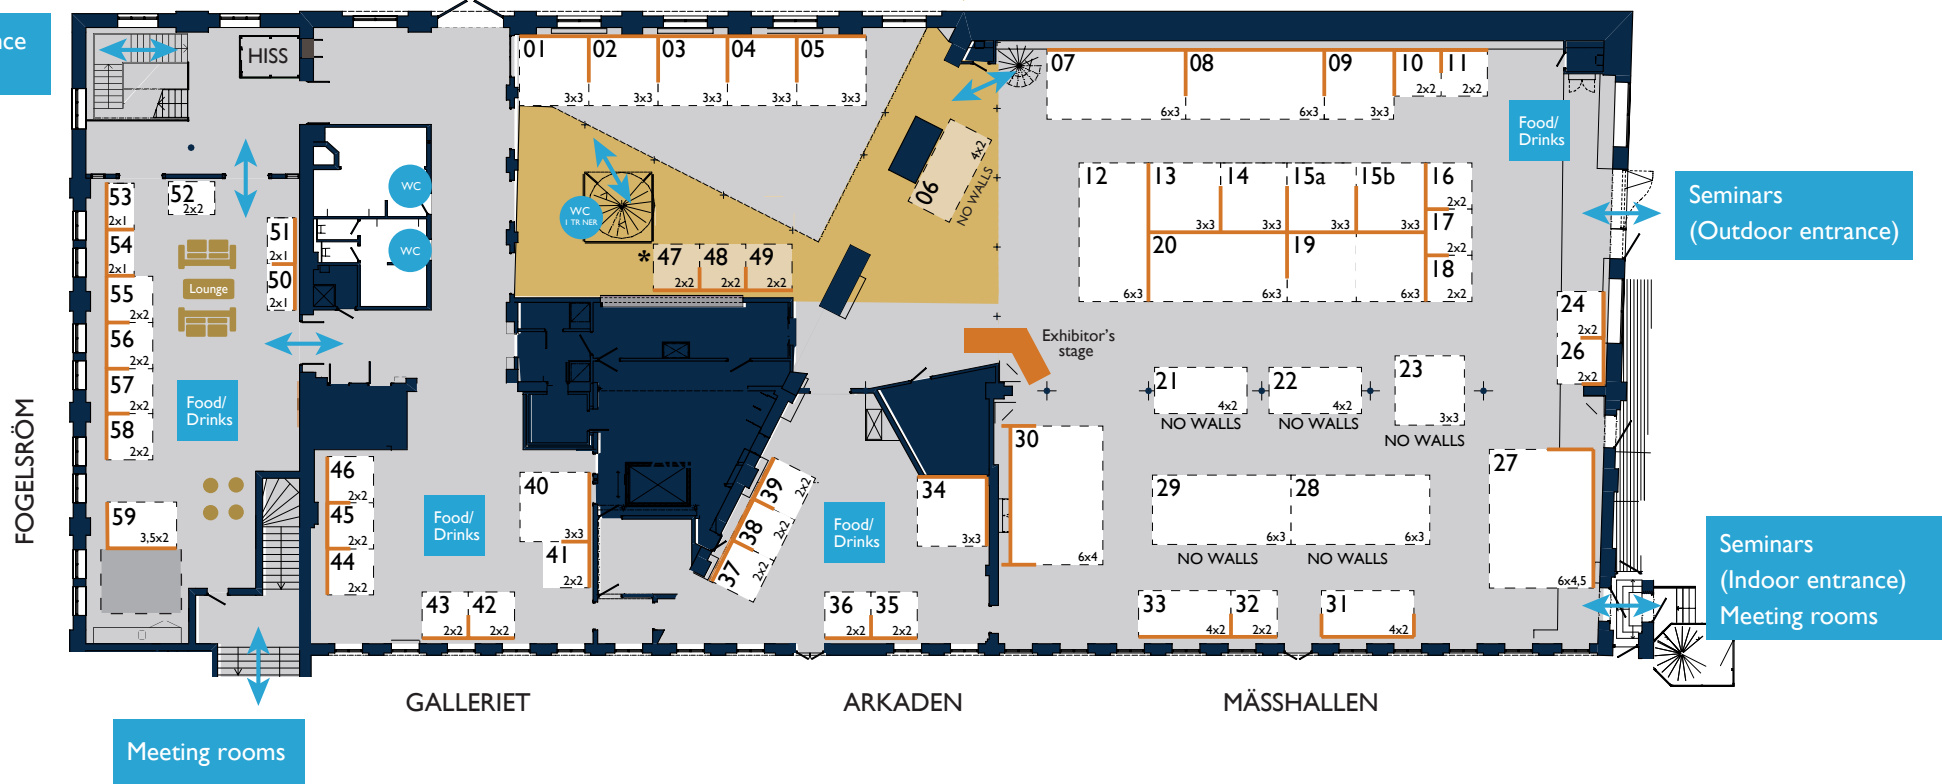 nce
HISS
01
3x3
02
3x3
03
3x3
04
3x3
05
3x3
06
4x2
NO WALLS
07
6x3
08
6x3
09
3x3
10
2x2
11
2x2
Food/
Drinks
12
6x3
13
3x3
14
3x3
15a
3x3
15b
3x3
16
2x2
17
2x2
18
2x2
19
6x3
20
6x3
Seminars
(Outdoor entrance)
WC
WC
WC
1 TR NER
53
2x1
52
2x2
54
2x1
51
2x1
50
2x1
55
2x2
Lounge
56
2x2
57
2x2
58
2x2
Food/
Drinks
59
3,5x2
*
47
2x2
48
2x2
49
2x2
Exhibitor's
stage
21
4x2
NO WALLS
22
4x2
NO WALLS
23
3x3
NO WALLS
24
2x2
26
2x2
27
6x4,5
28
6x3
NO WALLS
29
6x3
NO WALLS
30
6x4
31
4x2
32
2x2
33
4x2
34
3x3
35
2x2
36
2x2
37
2x2
38
2x2
39
2x2
Food/
Drinks
40
3x3
41
2x2
42
2x2
43
2x2
44
2x2
45
2x2
46
2x2
Food/
Drinks
Seminars
(Indoor entrance)
Meeting rooms
FOGELSRÖM
GALLERIET
ARKADEN
MÄSSHALLEN
Meeting rooms